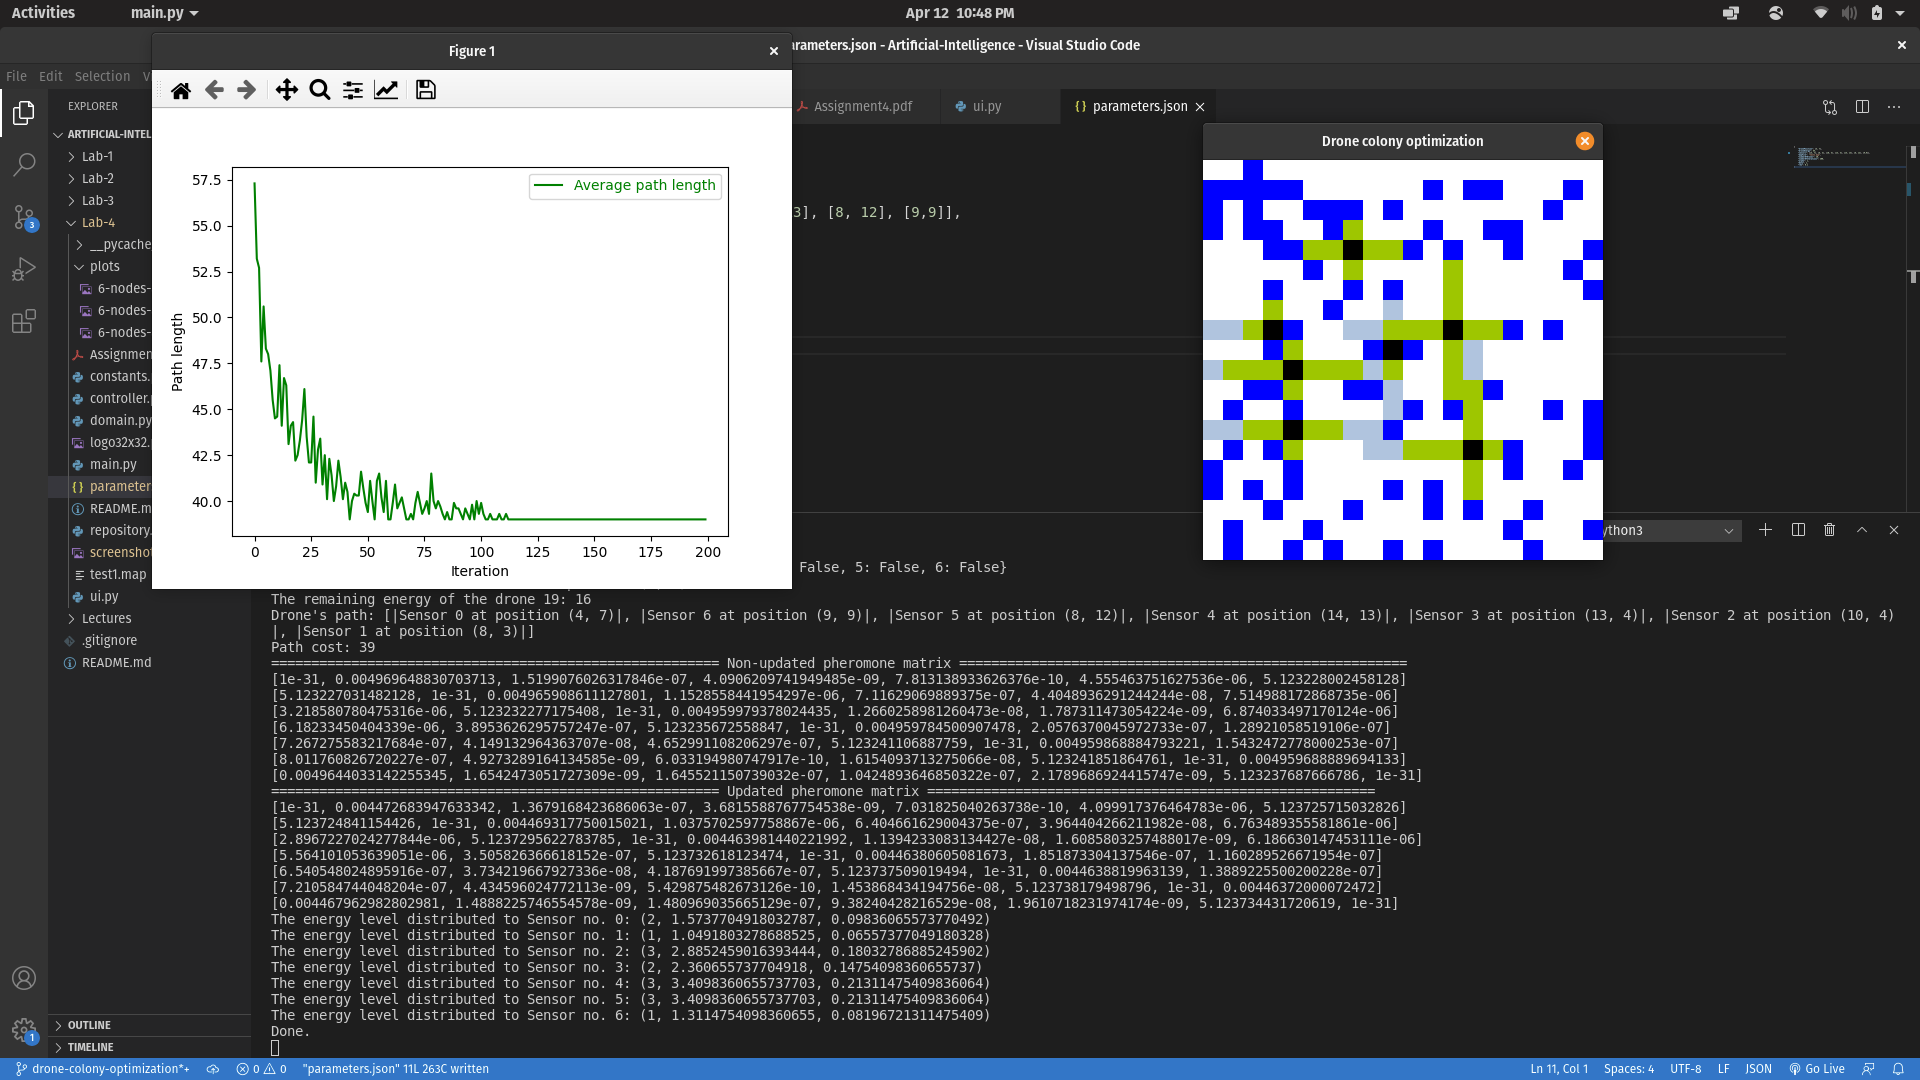 Activities
main.py
Apr 12 10:48 PM
Figure 1
arameters.json - Artificial-Intelligence - Visual Studio Code
File Edit Selection
EXPLORER
Assignment4.pdf
ui.py
{} parameters.json
ARTIFICIAL-INTEL
Lab-1
Lab-2
Lab-3
Lab-4
__pycache
plots
6-nodes-
6-nodes-
6-nodes-
Assignmen
constants.
controller.
domain.py
logo32x32.
main.py
{} parameter
README.m
repository.
screenshot
test1.map
ui.py
Lectures
.gitignore
README.md
OUTLINE
TIMELINE
3
1
Average path length
57.5
55.0
52.5
50.0
47.5
45.0
42.5
40.0
Path length
0 25 50 75 100 125 150 175 200
Iteration
3], [8, 12], [9,9]],
Drone colony optimization
ython3
False, 5: False, 6: False}
The remaining energy of the drone 19: 16
Drone's path: [|Sensor 0 at position (4, 7)|, |Sensor 6 at position (9, 9)|, |Sensor 5 at position (8, 12)|, |Sensor 4 at position (14, 13)|, |Sensor 3 at position (13, 4)|, |Sensor 2 at position (10, 4)
|, |Sensor 1 at position (8, 3)|]
Path cost: 39
======================================================== Non-updated pheromone matrix ========================================================
[1e-31, 0.004969648830703713, 1.5199076026317846e-07, 4.0906209741949485e-09, 7.813138933626376e-10, 4.555463751627536e-06, 5.123228002458128]
[5.123227031482128, 1e-31, 0.004965908611127801, 1.1528558441954297e-06, 7.11629069889375e-07, 4.4048936291244244e-08, 7.514988172868735e-06]
[3.218580780475316e-06, 5.123232277175408, 1e-31, 0.004959979378024435, 1.2660258981260473e-08, 1.787311473054224e-09, 6.874033497170124e-06]
[6.18233450404339e-06, 3.8953626295757247e-07, 5.123235672558847, 1e-31, 0.004959784500907478, 2.0576370045972733e-07, 1.28921058519106e-07]
[7.267275583217684e-07, 4.149132964363707e-08, 4.652991108206297e-07, 5.123241106887759, 1e-31, 0.004959868884793221, 1.5432472778000253e-07]
[8.011760826720227e-07, 4.9273289164134585e-09, 6.033194980747917e-10, 1.6154093713275066e-08, 5.123241851864761, 1e-31, 0.004959688889694133]
[0.0049644033142255345, 1.6542473051727309e-09, 1.645521150739032e-07, 1.0424893646850322e-07, 2.1789686924415747e-09, 5.123237687666786, 1e-31]
======================================================== Updated pheromone matrix ========================================================
[1e-31, 0.004472683947633342, 1.3679168423686063e-07, 3.6815588767754538e-09, 7.031825040263738e-10, 4.099917376464783e-06, 5.123725715032826]
[5.123724841154426, 1e-31, 0.004469317750015021, 1.0375702597758867e-06, 6.404661629004375e-07, 3.964404266211982e-08, 6.763489355581861e-06]
[2.8967227024277844e-06, 5.1237295622783785, 1e-31, 0.004463981440221992, 1.1394233083134427e-08, 1.6085803257488017e-09, 6.186630147453111e-06]
[5.564101053639051e-06, 3.505826366618152e-07, 5.123732618123474, 1e-31, 0.00446380605081673, 1.851873304137546e-07, 1.160289526671954e-07]
[6.540548024895916e-07, 3.734219667927336e-08, 4.187691997385667e-07, 5.123737509019494, 1e-31, 0.0044638819963139, 1.3889225500200228e-07]
[7.210584744048204e-07, 4.434596024772113e-09, 5.429875482673126e-10, 1.453868434194756e-08, 5.123738179498796, 1e-31, 0.00446372000072472]
[0.004467962982802981, 1.4888225746554578e-09, 1.480969035665129e-07, 9.38240428216529e-08, 1.9610718231974174e-09, 5.123734431720619, 1e-31]
The energy level distributed to Sensor no. 0: (2, 1.5737704918032787, 0.09836065573770492)
The energy level distributed to Sensor no. 1: (1, 1.0491803278688525, 0.06557377049180328)
The energy level distributed to Sensor no. 2: (3, 2.8852459016393444, 0.18032786885245902)
The energy level distributed to Sensor no. 3: (2, 2.360655737704918, 0.14754098360655737)
The energy level distributed to Sensor no. 4: (3, 3.4098360655737703, 0.21311475409836064)
The energy level distributed to Sensor no. 5: (3, 3.4098360655737703, 0.21311475409836064)
The energy level distributed to Sensor no. 6: (1, 1.3114754098360655, 0.08196721311475409)
Done.
drone-colony-optimization*+
0 0
"parameters.json" 11L 263C written
Ln 11, Col 1
Spaces: 4
UTF-8
LF
JSON
Go Live